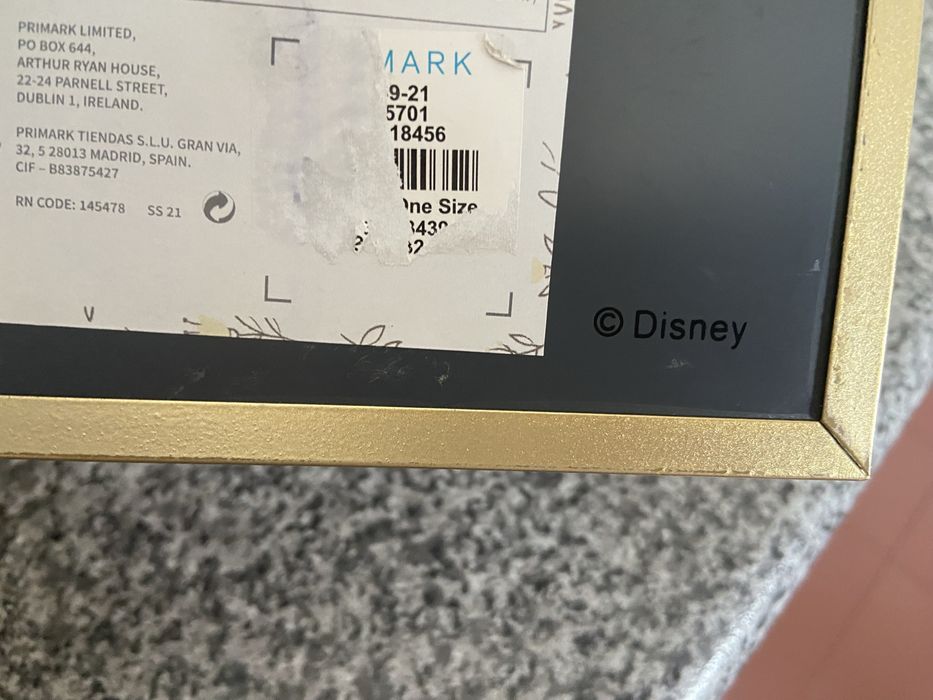 PRIMARK LIMITED,
PO BOX 644,
ARTHUR RYAN HOUSE,
22-24 PARNELL STREET,
DUBLIN 1, IRELAND.
PRIMARK TIENDAS S.L.U. GRAN VIA,
32, 5 28013 MADRID, SPAIN.
CIF – B83875427
RN CODE: 145478 SS 21
MARK
9-21
5701
18456
One Size
© Disney